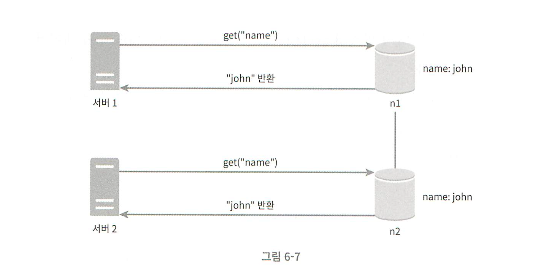 get("name")
"john" 반환
name: john
서버 1
n1
get("name")
"john" 반환
name: john
서버 2
n2
그림 6-7